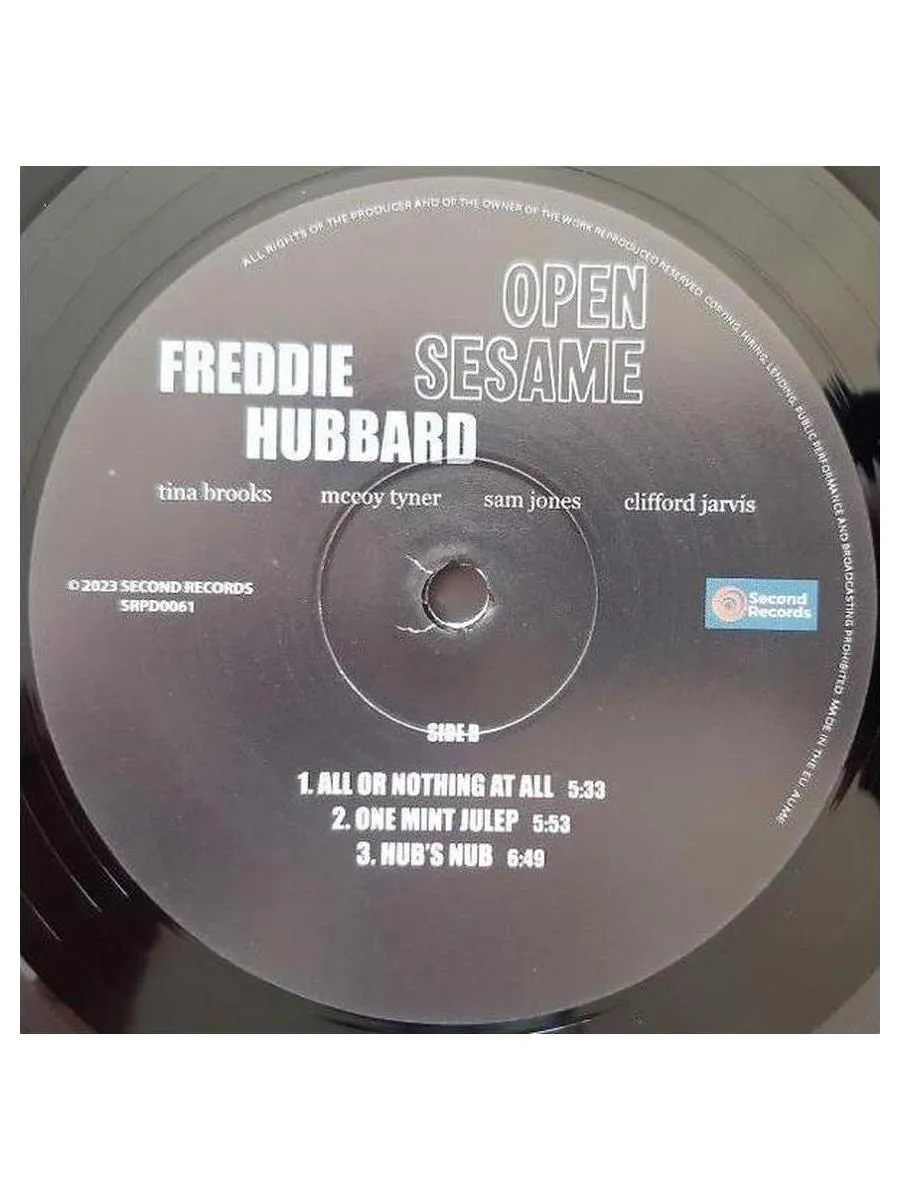 ALL RIGHTS OF THE PRODUCER AND OF THE OWNER OF THE WORK REPRODUCED RESERVED. COPYING, HIRING, LENDING, PUBLIC PERFORMANCE AND BROADCASTING PROHIBITED. MADE IN THE EU.
OPEN
SESAME
FREDDIE
HUBBARD
tina brooks mccoy tyner sam jones clifford jarvis
© 2023 SECOND RECORDS
SRPD0061
Second
Records
SIDE B
1. ALL OR NOTHING AT ALL 5:33
2. ONE MINT JULEP 5:53
3. HUB'S NUB 6:49